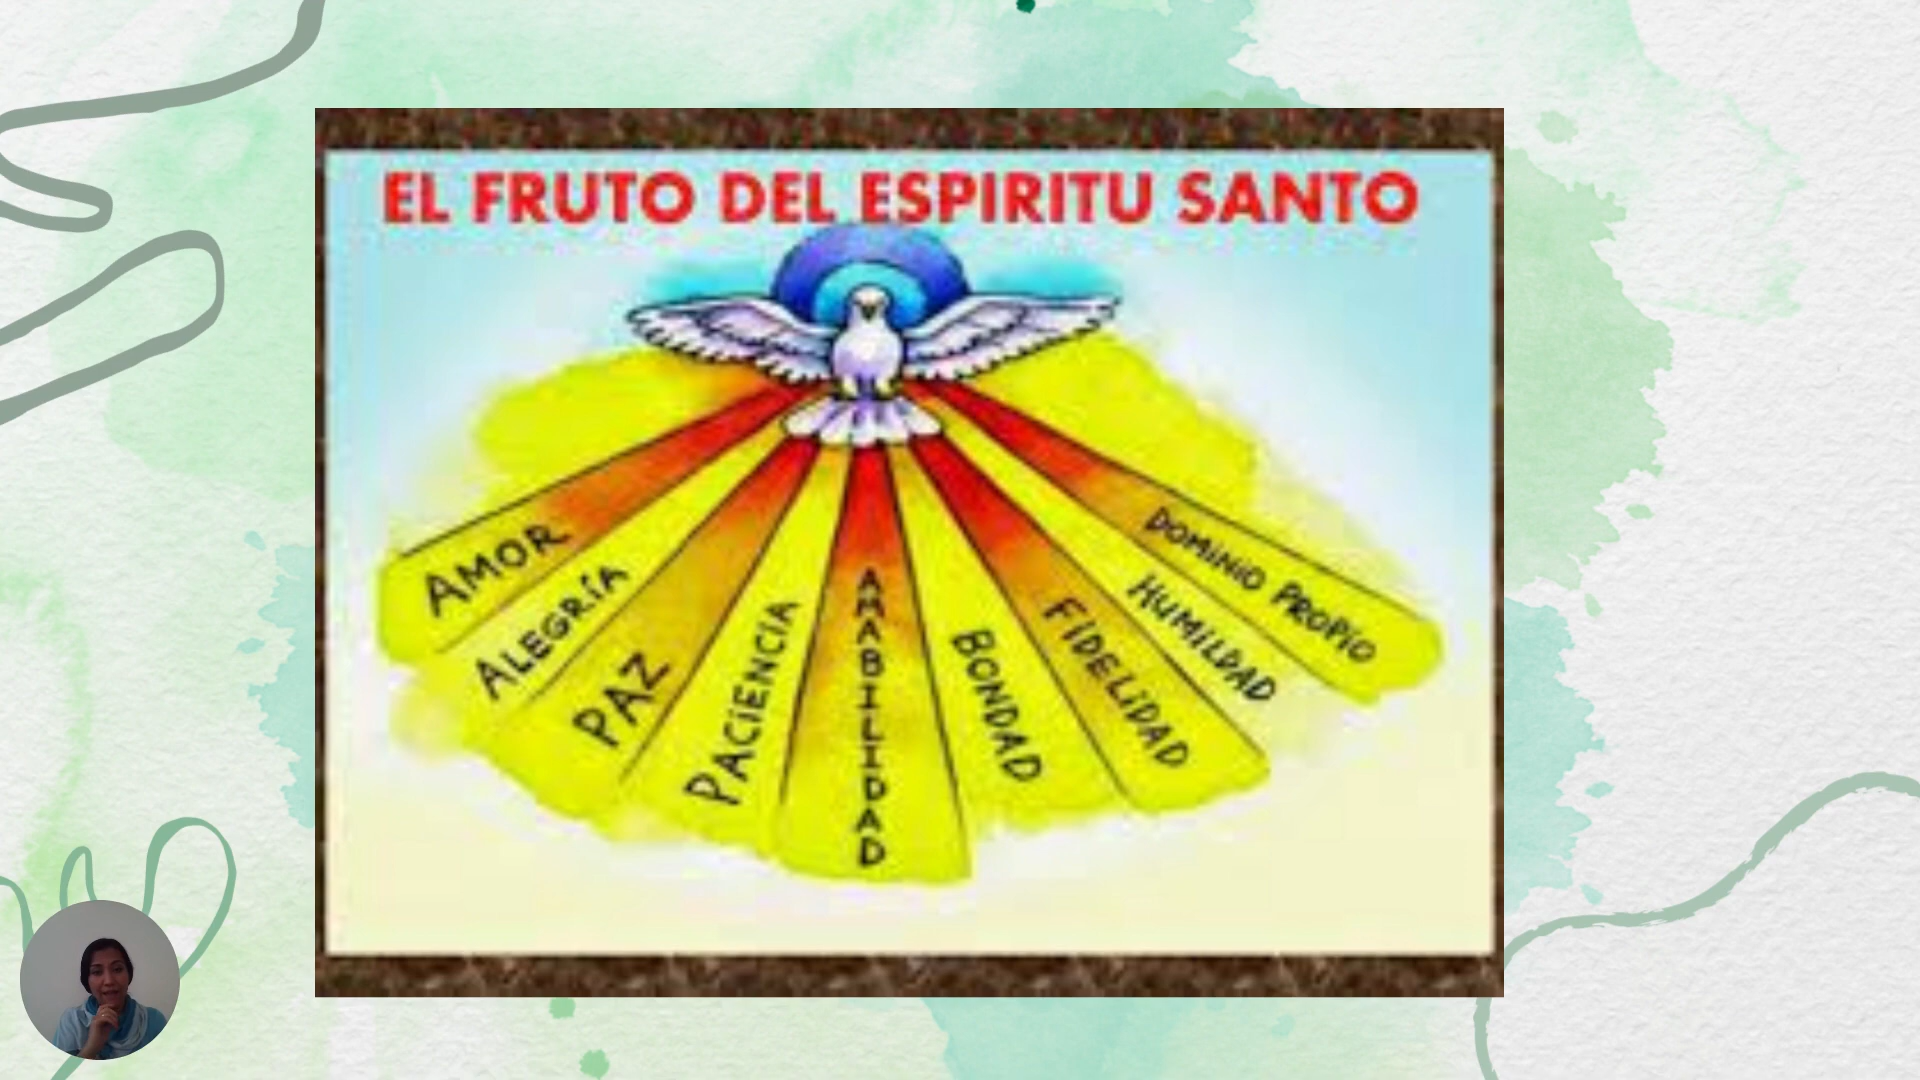 EL FRUTO DEL ESPIRITU SANTO
AMOR
ALEGRÍA
PAZ
PACIENCIA
AMABILIDAD
BONDAD
FIDELIDAD
HUMILDAD
DOMINIO PROPIO